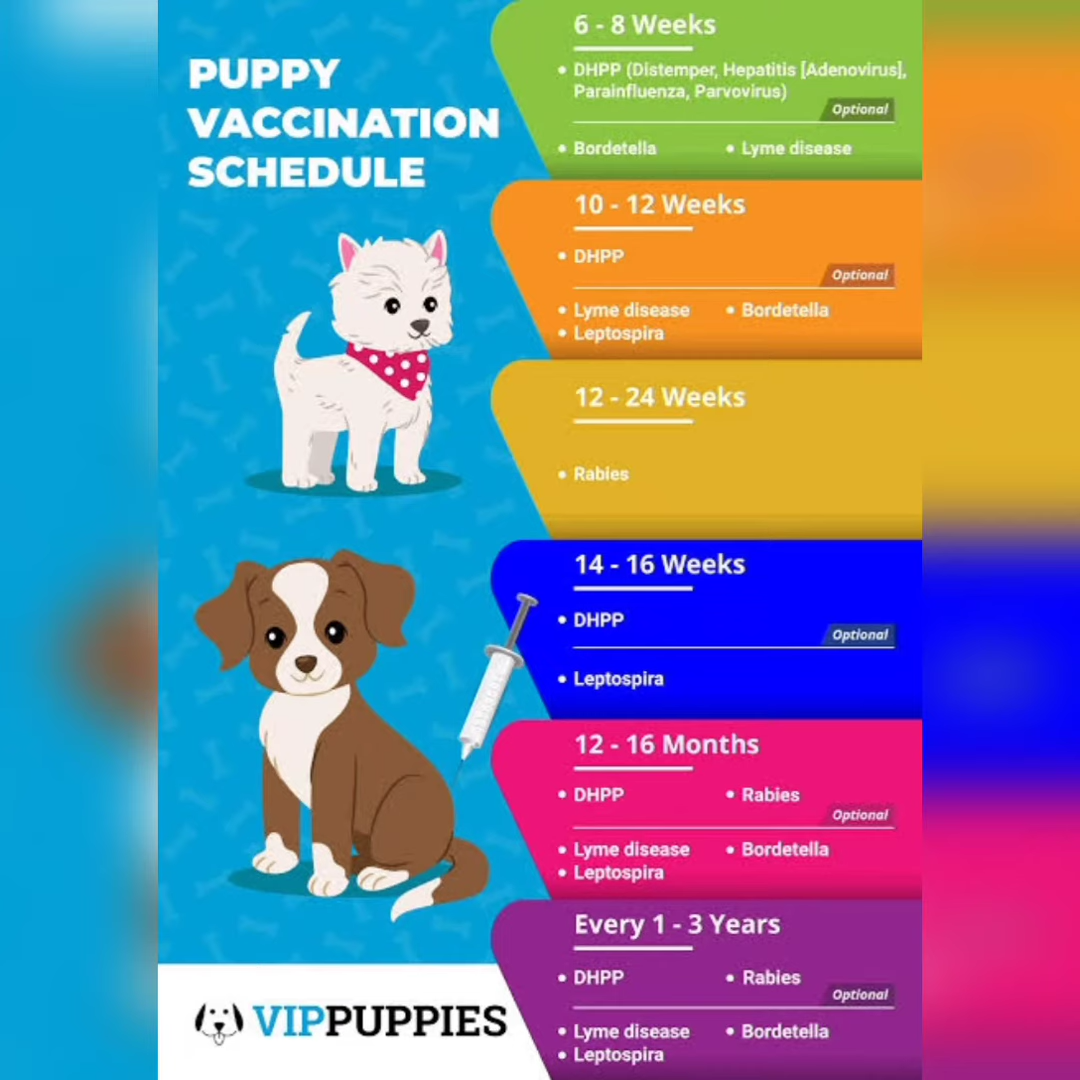 PUPPY
VACCINATION
SCHEDULE
6 - 8 Weeks
• DHPP (Distemper, Hepatitis [Adenovirus],
Parainfluenza, Parvovirus)
Optional
• Bordetella • Lyme disease
10 - 12 Weeks
• DHPP
Optional
• Lyme disease • Bordetella
• Leptospira
12 - 24 Weeks
• Rabies
14 - 16 Weeks
• DHPP
Optional
• Leptospira
12 - 16 Months
• DHPP • Rabies
Optional
• Lyme disease • Bordetella
• Leptospira
Every 1 - 3 Years
• DHPP • Rabies
Optional
• Lyme disease • Bordetella
• Leptospira
VIPPUPPIES